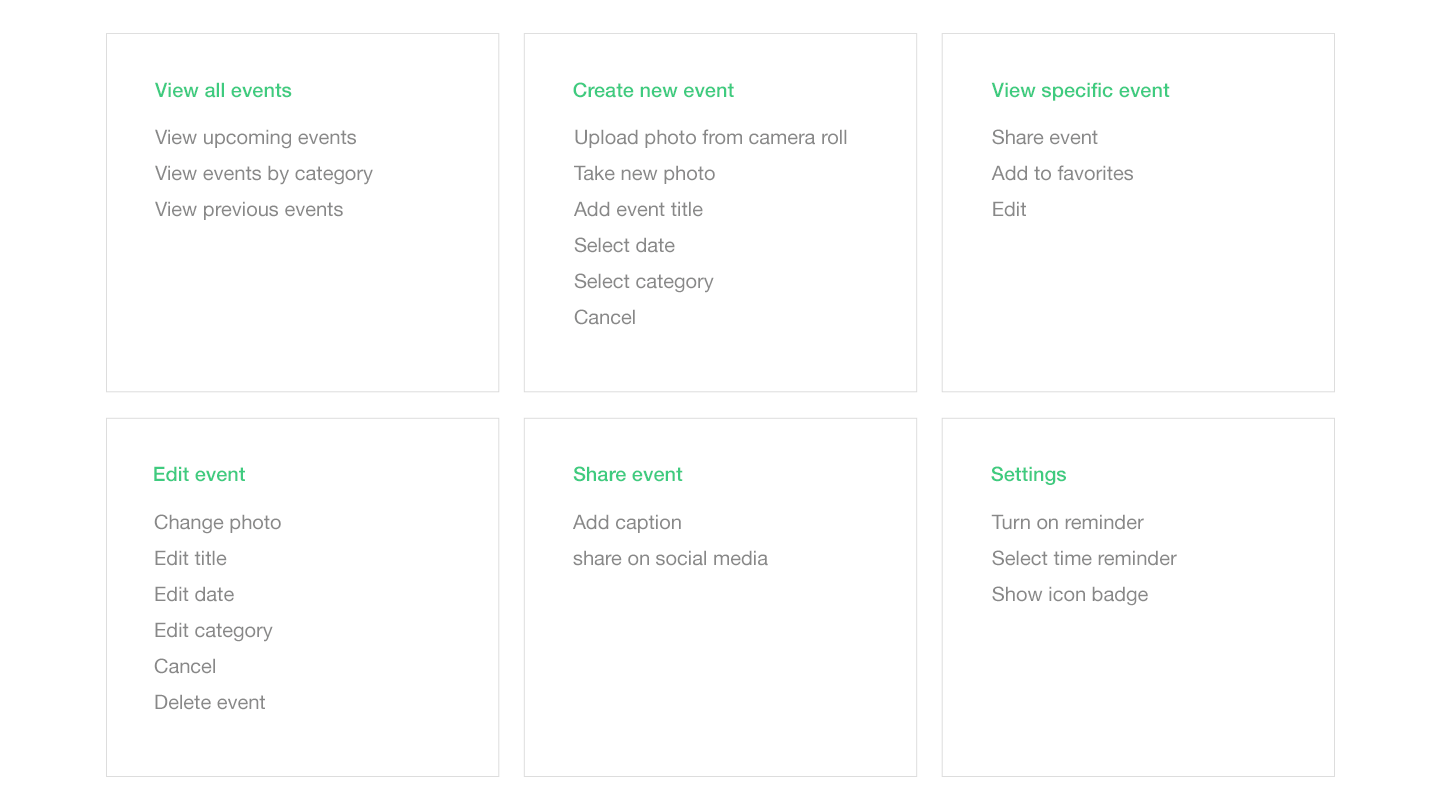 View all events
View upcoming events
View events by category
View previous events
Create new event
Upload photo from camera roll
Take new photo
Add event title
Select date
Select category
Cancel
View specific event
Share event
Add to favorites
Edit
Edit event
Change photo
Edit title
Edit date
Edit category
Cancel
Delete event
Share event
Add caption
share on social media
Settings
Turn on reminder
Select time reminder
Show icon badge